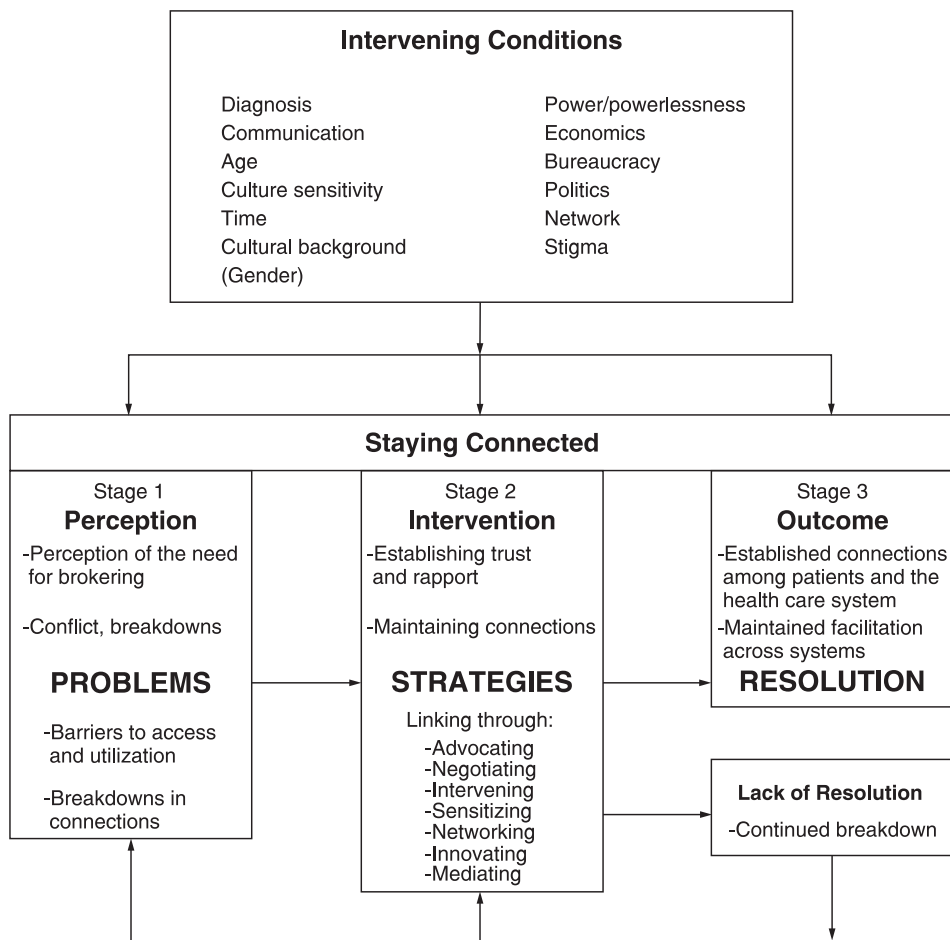 Intervening Conditions
Diagnosis
Communication
Age
Culture sensitivity
Time
Cultural background
(Gender)
Power/powerlessness
Economics
Bureaucracy
Politics
Network
Stigma
Staying Connected
Stage 1
Perception
-Perception of the need
for brokering
-Conflict, breakdowns
PROBLEMS
-Barriers to access
and utilization
-Breakdowns in
connections
Stage 2
Intervention
-Establishing trust
and rapport
-Maintaining connections
STRATEGIES
Linking through:
-Advocating
-Negotiating
-Intervening
-Sensitizing
-Networking
-Innovating
-Mediating
Stage 3
Outcome
-Established connections
among patients and the
health care system
-Maintained facilitation
across systems
RESOLUTION
Lack of Resolution
-Continued breakdown